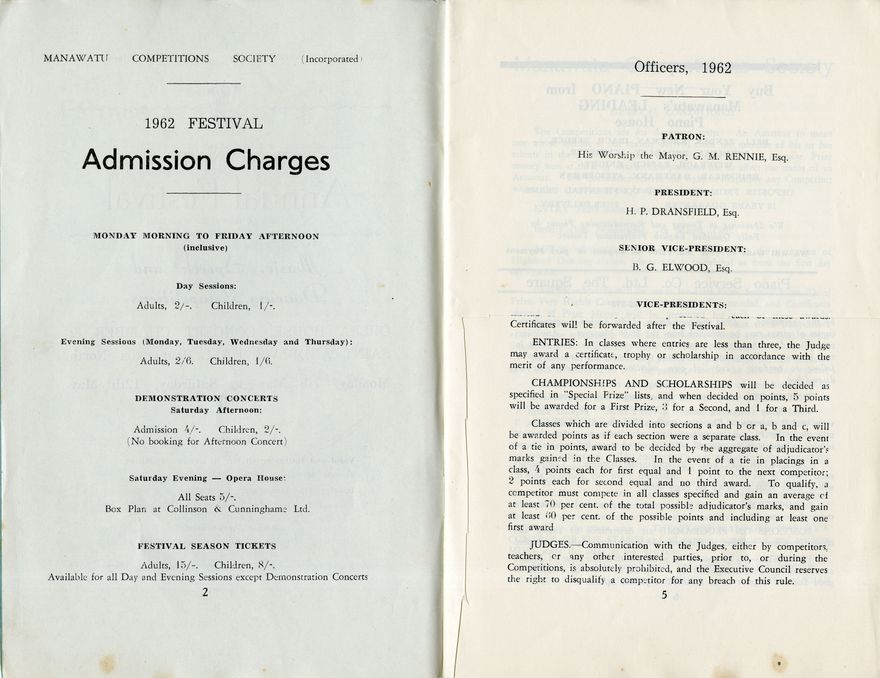 MANAWATU COMPETITIONS SOCIETY (Incorporated)
1962 FESTIVAL
Admission Charges
MONDAY MORNING TO FRIDAY AFTERNOON
(inclusive)
Day Sessions:
Adults, 2/-. Children, 1/-.
Evening Sessions (Monday, Tuesday, Wednesday and Thursday):
Adults, 2/6. Children, 1/6.
DEMONSTRATION CONCERTS
Saturday Afternoon:
Admission 4/-. Children, 2/-.
(No booking for Afternoon Concert)
Saturday Evening — Opera House:
All Seats 5/-.
Box Plan at Collinson & Cunninghame Ltd.
FESTIVAL SEASON TICKETS
Adults, 15/-. Children, 8/-.
Available for all Day and Evening Sessions except Demonstration Concerts
2
Officers, 1962
PATRON:
His Worship the Mayor, G. M. RENNIE, Esq.
PRESIDENT:
H. P. DRANSFIELD, Esq.
SENIOR VICE-PRESIDENT:
B. G. ELWOOD, Esq.
VICE-PRESIDENTS:
Certificates will be forwarded after the Festival.
ENTRIES: In classes where entries are less than three, the Judge
may award a certificate, trophy or scholarship in accordance with the
merit of any performance.
CHAMPIONSHIPS AND SCHOLARSHIPS will be decided as
specified in "Special Prize" lists, and when decided on points, 5 points
will be awarded for a First Prize, 3 for a Second, and 1 for a Third.
Classes which are divided into sections a and b or a, b and c, will
be awarded points as if each section were a separate class. In the event
of a tie in points, award to be decided by the aggregate of adjudicator's
marks gained in the Classes. In the event of a tie in placings in a
class, 4 points each for first equal and 1 point to the next competitor;
2 points each for second equal and no third award. To qualify, a
competitor must compete in all classes specified and gain an average of
at least 70 per cent. of the total possible adjudicator's marks, and gain
at least 60 per cent. of the possible points and including at least one
first award
JUDGES.—Communication with the Judges, either by competitors,
teachers, or any other interested parties, prior to, or during the
Competitions, is absolutely prohibited, and the Executive Council reserves
the right to disqualify a competitor for any breach of this rule.
5